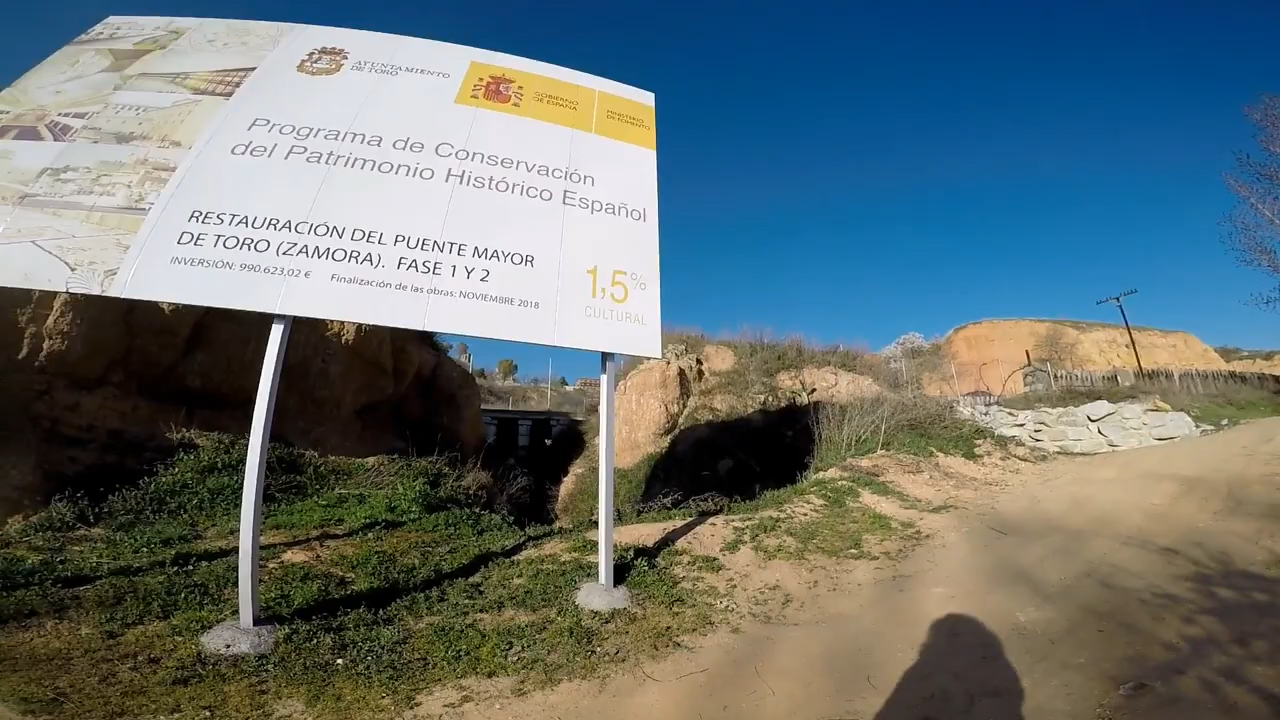 AYUNTAMIENTO
DE TORO
GOBIERNO
DE ESPAÑA
MINISTERIO
DE FOMENTO
Programa de Conservación
del Patrimonio Histórico Español
RESTAURACIÓN DEL PUENTE MAYOR
DE TORO (ZAMORA). FASE 1 Y 2
INVERSIÓN: 990.623,02 € Finalización de las obras: NOVIEMBRE 2018
1,5%
CULTURAL